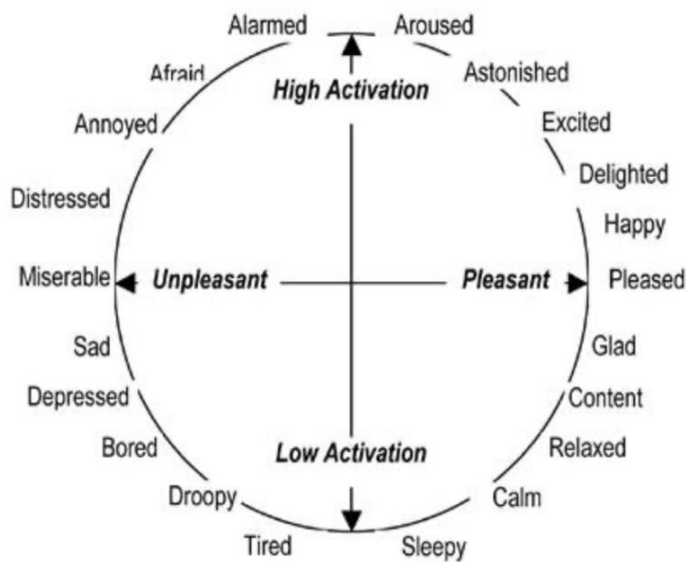 Alarmed
Aroused
Afraid
Astonished
High Activation
Annoyed
Excited
Delighted
Distressed
Happy
Miserable
Unpleasant
Pleasant
Pleased
Sad
Glad
Depressed
Content
Bored
Low Activation
Relaxed
Droopy
Calm
Tired
Sleepy